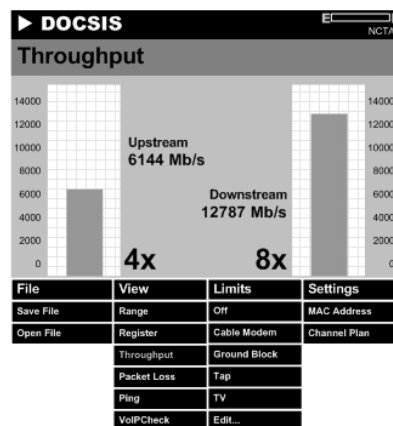 ▶ DOCSIS
E
NCTA
Throughput
14000
12000
10000
8000
6000
4000
2000
0
Upstream
6144 Mb/s
4x
Downstream
12787 Mb/s
8x
14000
12000
10000
8000
6000
4000
2000
0
File View Limits Settings
Save File Range Off MAC Address
Open File Register Cable Modem Channel Plan
Throughput Ground Block
Packet Loss Tap
Ping TV
VoIPCheck Edit...